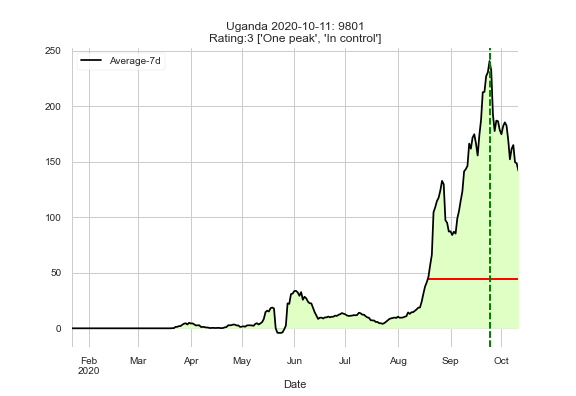 Uganda 2020-10-11: 9801
Rating:3 ['One peak', 'In control']
Average-7d
250
200
150
100
50
0
Feb Mar Apr May Jun Jul Aug Sep Oct
2020
Date